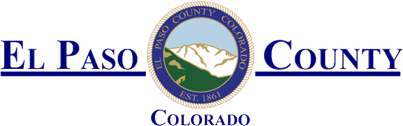 EL PASO COUNTY
EL PASO COUNTY COLORADO
EST. 1861
COLORADO